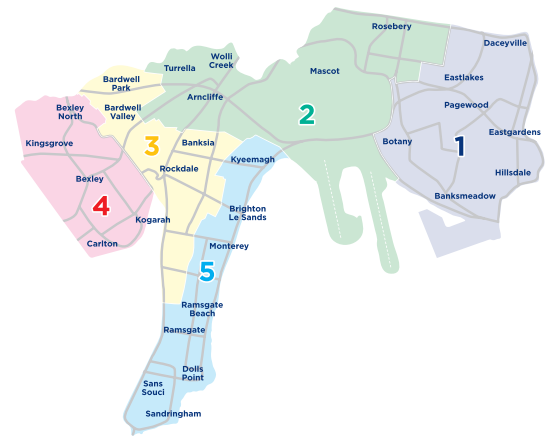 Rosebery
Daceyville
Wolli
Creek
Turrella
Mascot
Eastlakes
Bardwell
Park
Arncliffe
Pagewood
Bexley
North
Bardwell
Valley
2
Eastgardens
Kingsgrove
3
Banksia
Botany
1
Kyeemagh
Rockdale
Hillsdale
Bexley
Banksmeadow
4
Brighton
Le Sands
Kogarah
Carlton
Monterey
5
Ramsgate
Beach
Ramsgate
Dolls
Point
Sans
Souci
Sandringham